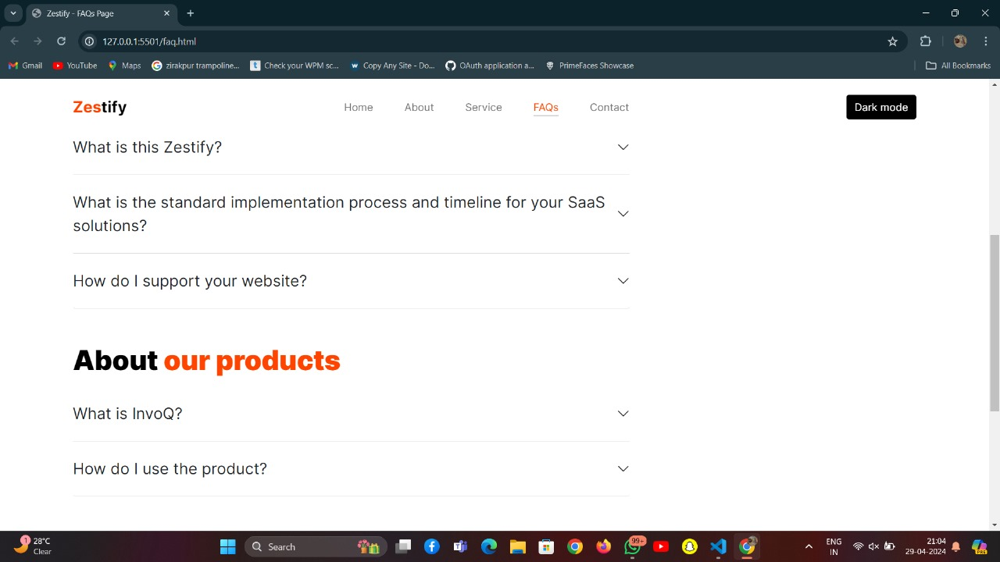 Zestify - FAQs Page
127.0.0.1:5501/faq.html
Gmail YouTube Maps zirakpur trampoline... Check your WPM sc... Copy Any Site - Do... OAuth application a... PrimeFaces Showcase All Bookmarks
Zestify Home About Service FAQs Contact Dark mode
What is this Zestify?
What is the standard implementation process and timeline for your SaaS
solutions?
How do I support your website?
About our products
What is InvoQ?
How do I use the product?
1 28°C ENG 21:04
Clear Search 99+ IN 29-04-2024 PRE